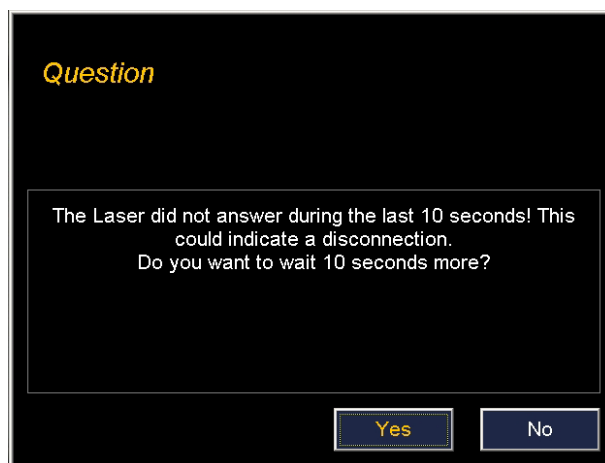 Question
The Laser did not answer during the last 10 seconds! This
could indicate a disconnection.
Do you want to wait 10 seconds more?
Yes
No